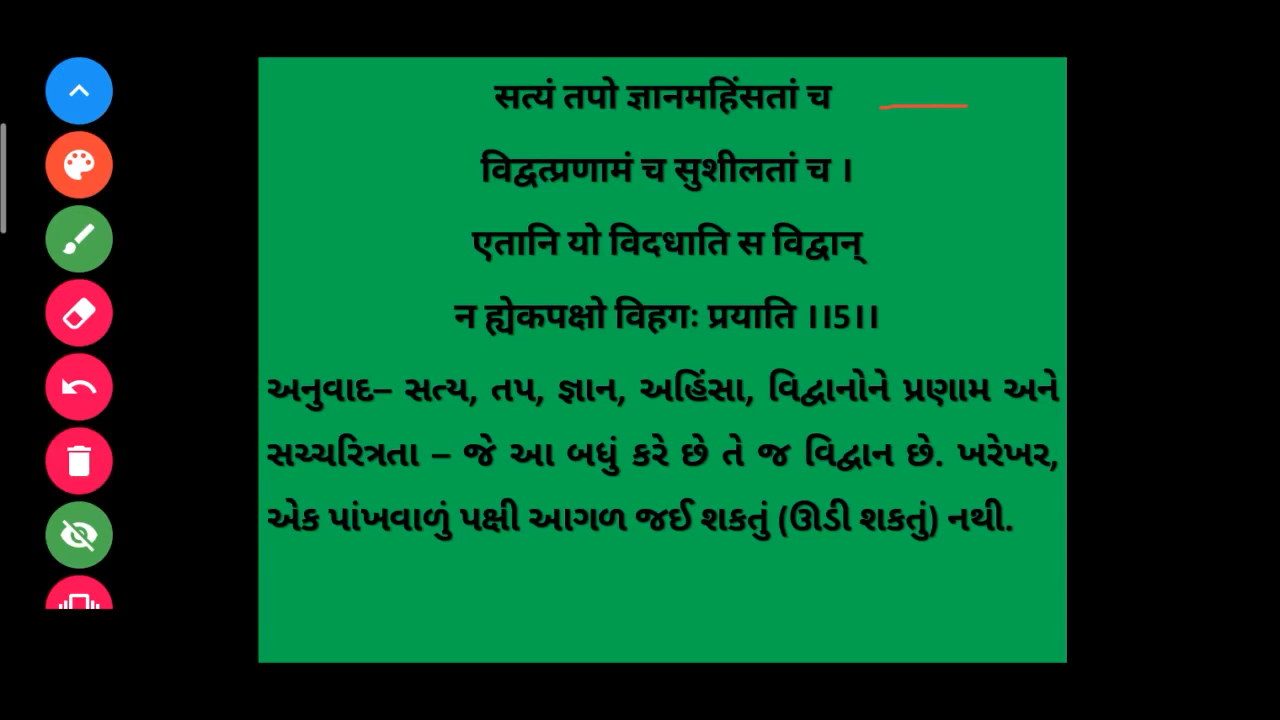 सत्यं तपो ज्ञानमहिंसतां च
विद्वत्प्रणामं च सुशीलतां च ।
एतानि यो विदधाति स विद्वान्
न ह्येकपक्षो विहगः प्रयाति ।।5।।
અનુવાદ– સત્ય, તપ, જ્ઞાન, અહિંસા, વિદ્વાનોને પ્રણામ અને
સચ્ચરિત્રતા – જે આ બધું કરે છે તે જ વિદ્વાન છે. ખરેખર,
એક પાંખવાળું પક્ષી આગળ જઈ શકતું (ઊડી શકતું) નથી.